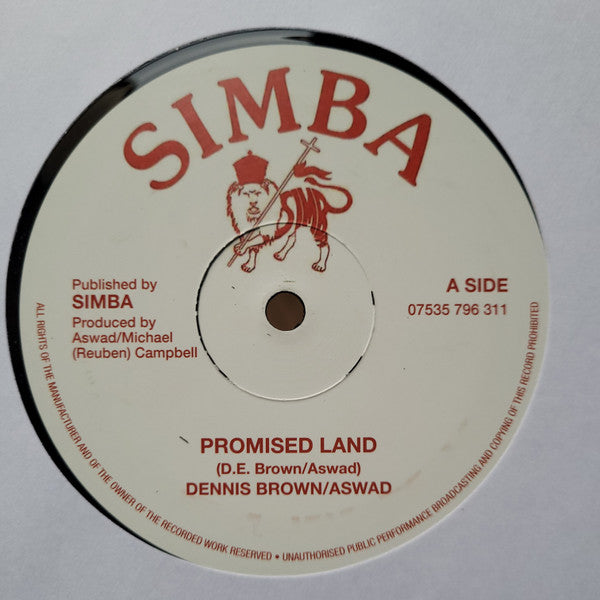 SIMBA
SIMBA
Published by
SIMBA
Produced by
Aswad/Michael
(Reuben) Campbell
A SIDE
07535 796 311
PROMISED LAND
(D.E. Brown/Aswad)
DENNIS BROWN/ASWAD
ALL RIGHTS OF THE MANUFACTURER AND OF THE OWNER OF THE RECORDED WORK RESERVED • UNAUTHORISED PUBLIC PERFORMANCE BROADCASTING AND COPYING OF THIS RECORD PROHIBITED